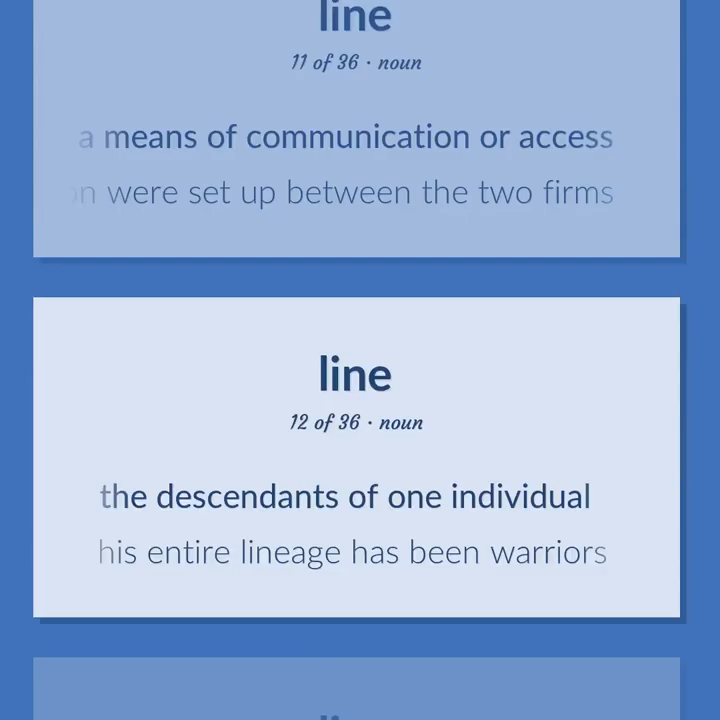 line
11 of 36 · noun
a means of communication or access
were set up between the two firms
line
12 of 36 · noun
the descendants of one individual
his entire lineage has been warriors